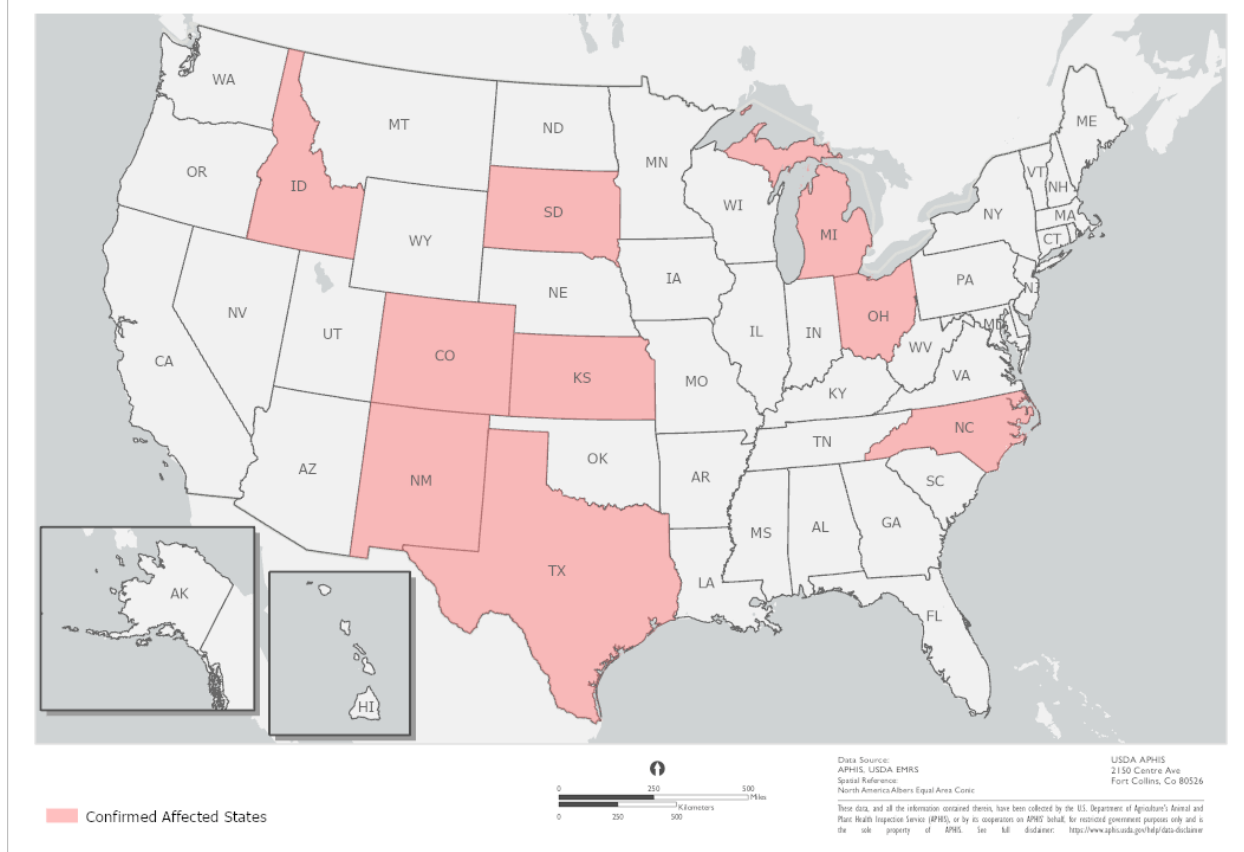 WA
MT
ND
MN
ME
OR
ID
SD
WI
MI
VT
NH
NY
MA
CT
WY
IA
PA
NJ
NE
NV
UT
CO
IL
IN
OH
MD
WV
VA
CA
KS
MO
KY
NC
AZ
NM
OK
AR
TN
SC
MS
AL
GA
TX
LA
FL
AK
HI
Confirmed Affected States
0 250 500
Miles
Kilometers
0 250 500
Data Source:
APHIS, USDA EMRS
Spatial Reference:
North America Albers Equal Area Conic
USDA APHIS
2150 Centre Ave
Fort Collins, Co 80526
These data, and all the information contained therein, have been collected by the U.S. Department of Agriculture's Animal and
Plant Health Inspection Service (APHIS), or by its cooperators on APHIS' behalf, for restricted government purposes only and is
the sole property of APHIS. See full disclaimer: https://www.aphis.usda.gov/help/data-disclaimer